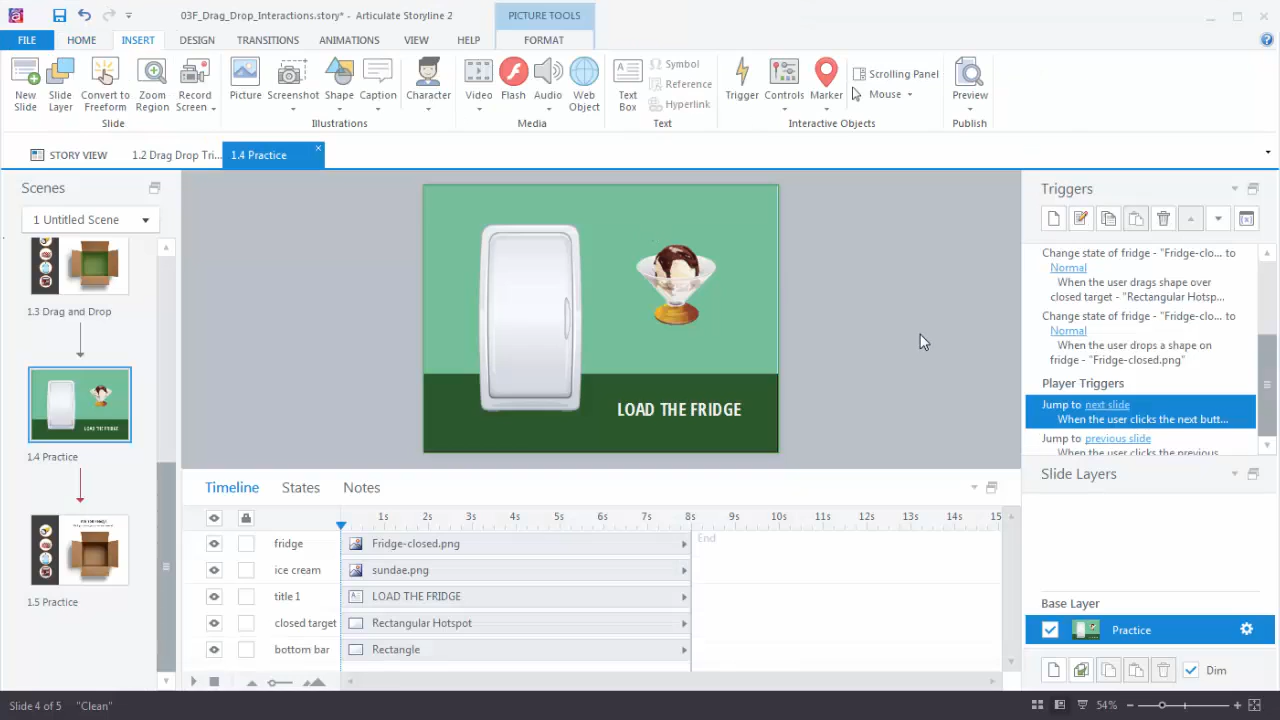 03F_Drag_Drop_Interactions.story* - Articulate Storyline 2
PICTURE TOOLS
FILE HOME INSERT DESIGN TRANSITIONS ANIMATIONS VIEW HELP FORMAT
New Slide
Slide Layer
Convert to Freeform
Zoom Region
Record Screen
Picture
Screenshot
Shape
Caption
Character
Video
Flash
Audio
Web Object
Text Box
Symbol
Reference
Hyperlink
Trigger
Controls
Marker
Scrolling Panel
Mouse
Preview
Slide Illustrations Media Text Interactive Objects Publish
STORY VIEW 1.2 Drag Drop Tri... 1.4 Practice
Scenes
1 Untitled Scene
1.3 Drag and Drop
LOAD THE FRIDGE
1.4 Practice
1.5 Practice
LOAD THE FRIDGE
Triggers
Change state of fridge - "Fridge-clo... to
Normal
When the user drags shape over
closed target - "Rectangular Hotsp...
Change state of fridge - "Fridge-clo... to
Normal
When the user drops a shape on
fridge - "Fridge-closed.png"
Player Triggers
Jump to next slide
When the user clicks the next butt...
Jump to previous slide
When the user clicks the previous
Slide Layers
Base Layer
Practice
Dim
Timeline States Notes
1s 2s 3s 4s 5s 6s 7s 8s 9s 10s 11s 12s 13s 14s 15
End
fridge Fridge-closed.png
ice cream sundae.png
title 1 LOAD THE FRIDGE
closed target Rectangular Hotspot
bottom bar Rectangle
Slide 4 of 5 "Clean" 54%